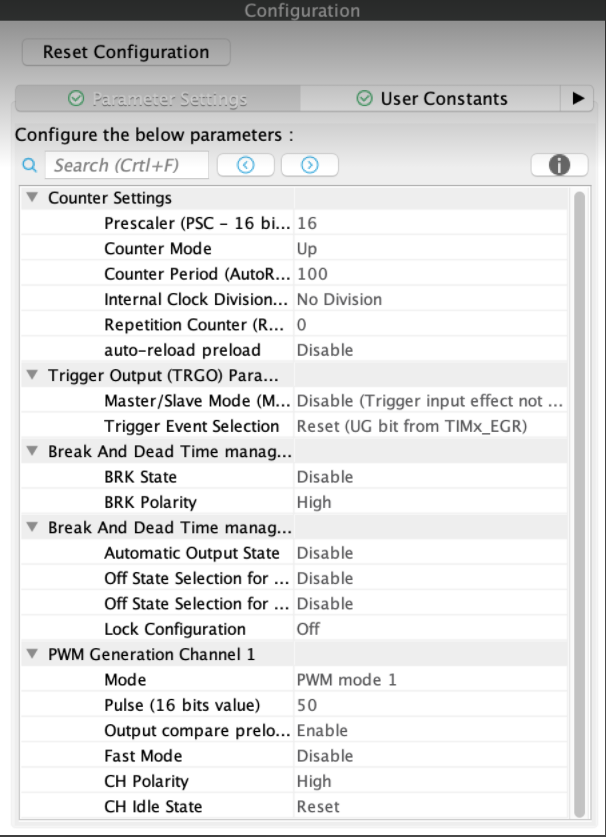 Configuration
Reset Configuration
Parameter Settings
User Constants
Configure the below parameters :
Search (Crtl+F)
Counter Settings
Prescaler (PSC - 16 bi... 16
Counter Mode Up
Counter Period (AutoR... 100
Internal Clock Division... No Division
Repetition Counter (R... 0
auto-reload preload Disable
Trigger Output (TRGO) Para...
Master/Slave Mode (M... Disable (Trigger input effect not ...
Trigger Event Selection Reset (UG bit from TIMx_EGR)
Break And Dead Time manag...
BRK State Disable
BRK Polarity High
Break And Dead Time manag...
Automatic Output State Disable
Off State Selection for ... Disable
Off State Selection for ... Disable
Lock Configuration Off
PWM Generation Channel 1
Mode PWM mode 1
Pulse (16 bits value) 50
Output compare prelo... Enable
Fast Mode Disable
CH Polarity High
CH Idle State Reset